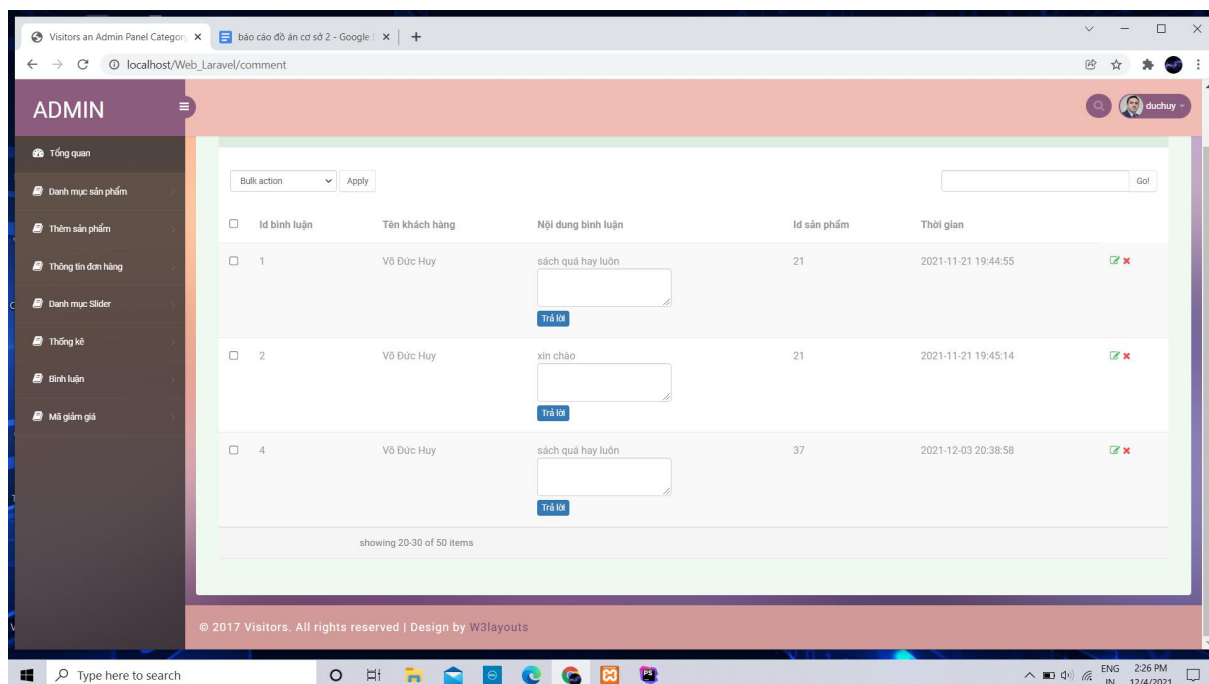 Visitors an Admin Panel Category
báo cáo đồ án cơ sở 2 - Google
localhost/Web_Laravel/comment
ADMIN
duchuy
Tổng quan
Danh mục sản phẩm
Thêm sản phẩm
Thông tin đơn hàng
Danh mục Slider
Thống kê
Bình luận
Mã giảm giá
Bulk action Apply Go!
Id bình luận Tên khách hàng Nội dung bình luận Id sản phẩm Thời gian
1 Võ Đức Huy sách quá hay luôn 21 2021-11-21 19:44:55
Trả lời
2 Võ Đức Huy xin chào 21 2021-11-21 19:45:14
Trả lời
4 Võ Đức Huy sách quá hay luôn 37 2021-12-03 20:38:58
Trả lời
showing 20-30 of 50 items
© 2017 Visitors. All rights reserved | Design by W3layouts
Type here to search
PS
ENG 2:26 PM
IN 12/4/2021